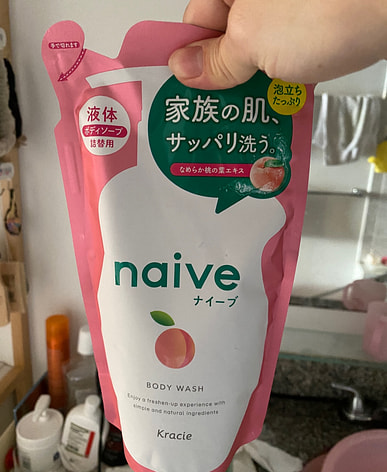 手で切れます
泡立ち
たっぷり
液体
ボディソープ
詰替用
家族の肌、
サッパリ洗う。
なめらか桃の葉エキス
naive
ナイーブ
BODY WASH
Enjoy a freshen-up experience with
simple and natural ingredients
Kracie